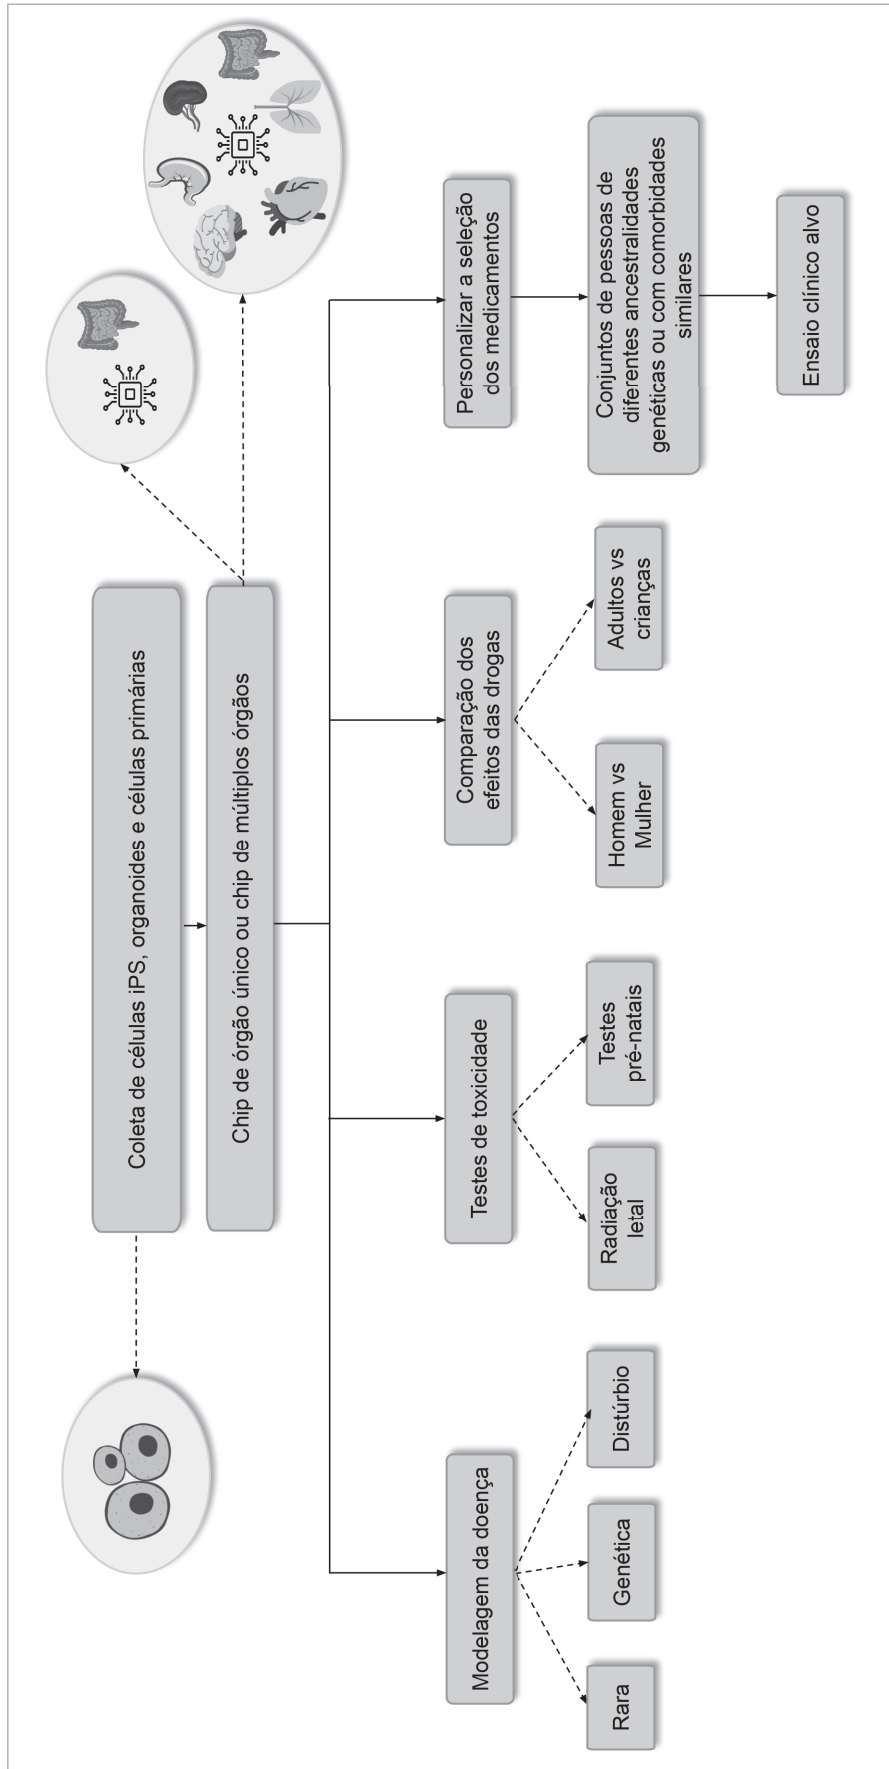 Coleta de células iPS, organoides e células primárias
Chip de órgão único ou chip de múltiplos órgãos
Modelagem da doença
Testes de toxicidade
Comparação dos
efeitos das drogas
Personalizar a seleção
dos medicamentos
Rara
Genética
Distúrbio
Radiação
letal
Testes
pré-natais
Homem vs
Mulher
Adultos vs
crianças
Conjuntos de pessoas de
diferentes ancestralidades
genéticas ou com comorbidades
similares
Ensaio clínico alvo